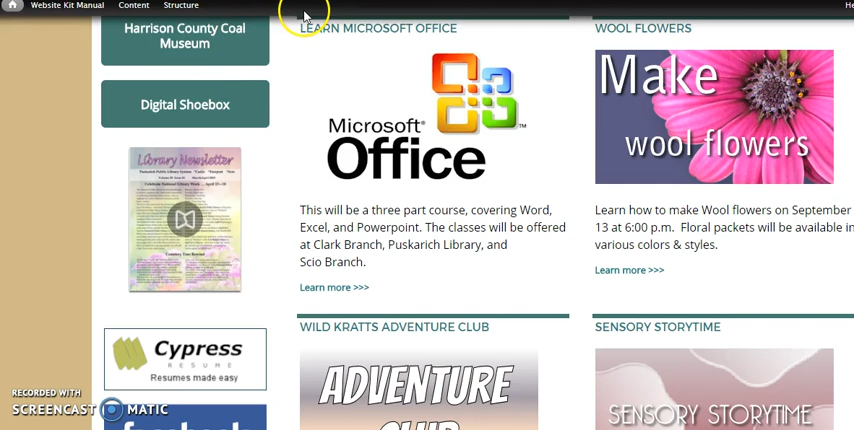 Website Kit Manual Content Structure He
Harrison County Coal
Museum
Digital Shoebox
Library Newsletter
Cypress
RESUME
Resumes made easy
facebook
LEARN MICROSOFT OFFICE
Microsoft®
Office™
This will be a three part course, covering Word,
Excel, and Powerpoint. The classes will be offered
at Clark Branch, Puskarich Library, and
Scio Branch.
Learn more >>>
WOOL FLOWERS
Make
wool flowers
Learn how to make Wool flowers on September
13 at 6:00 p.m. Floral packets will be available in
various colors & styles.
Learn more >>>
WILD KRATTS ADVENTURE CLUB
ADVENTURE
CLUB
SENSORY STORYTIME
SENSORY STORYTIME
RECORDED WITH
SCREENCAST MATIC